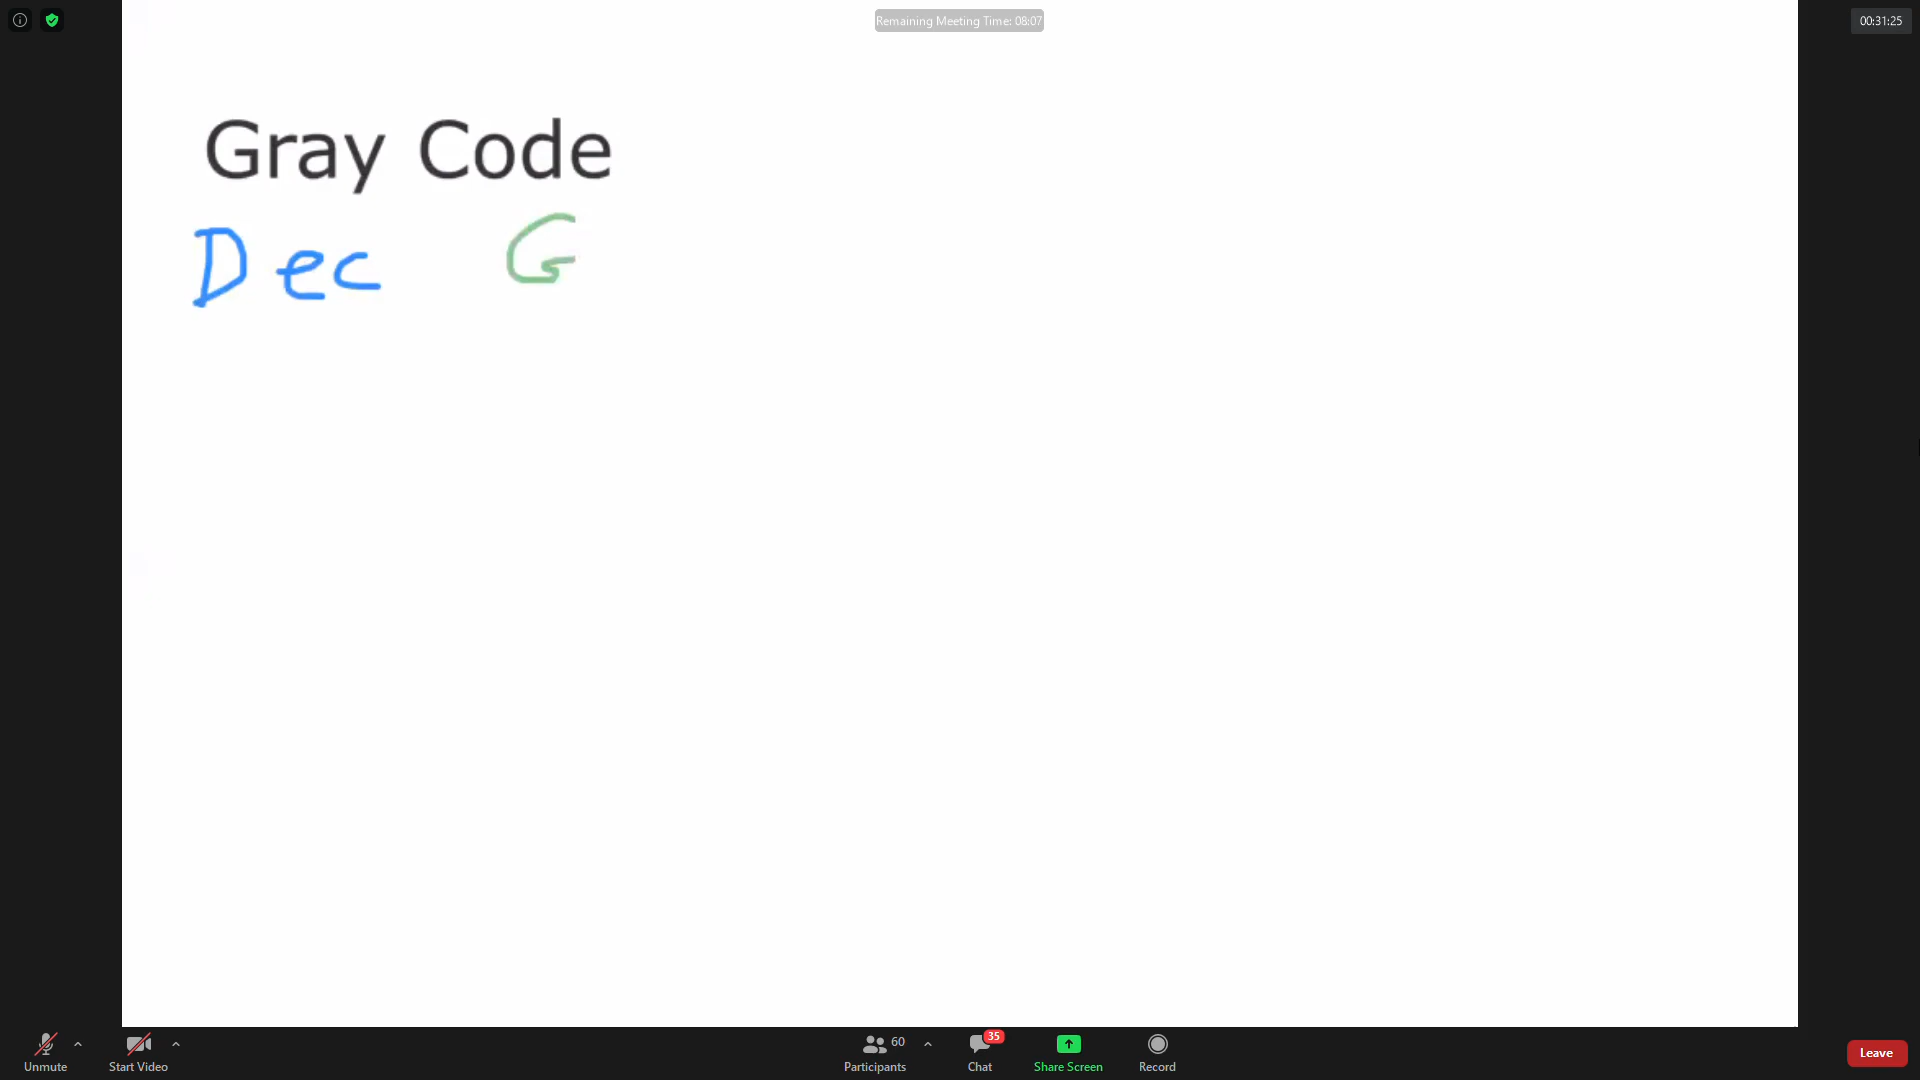 Remaining Meeting Time: 08:07
00:31:25
Gray Code
Dec G
Unmute Start Video 60 Participants 35 Chat Share Screen Record Leave